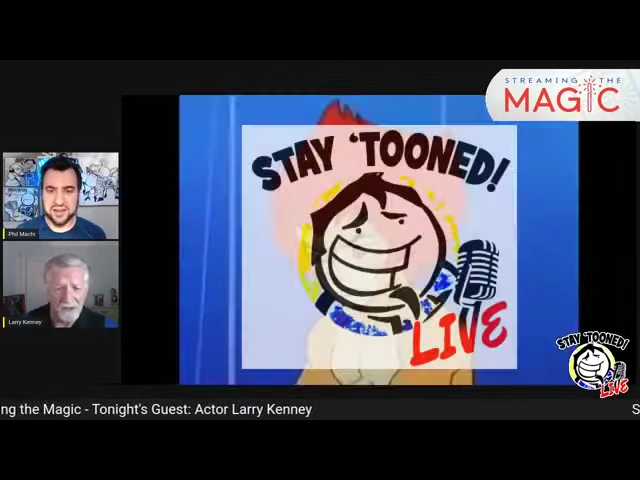 STREAMING THE
MAGIC
STAY 'TOONED!
LIVE
Phil Machi
Larry Kenney
STAY 'TOONED!
LIVE
ng the Magic - Tonight's Guest: Actor Larry Kenney
S